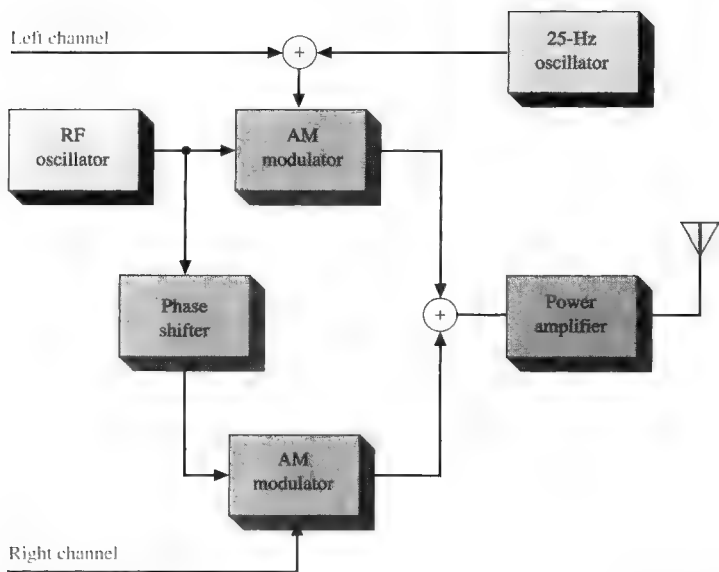 Left channel
+
25-Hz
oscillator
RF
oscillator
AM
modulator
Phase
shifter
+
Power
amplifier
AM
modulator
Right channel